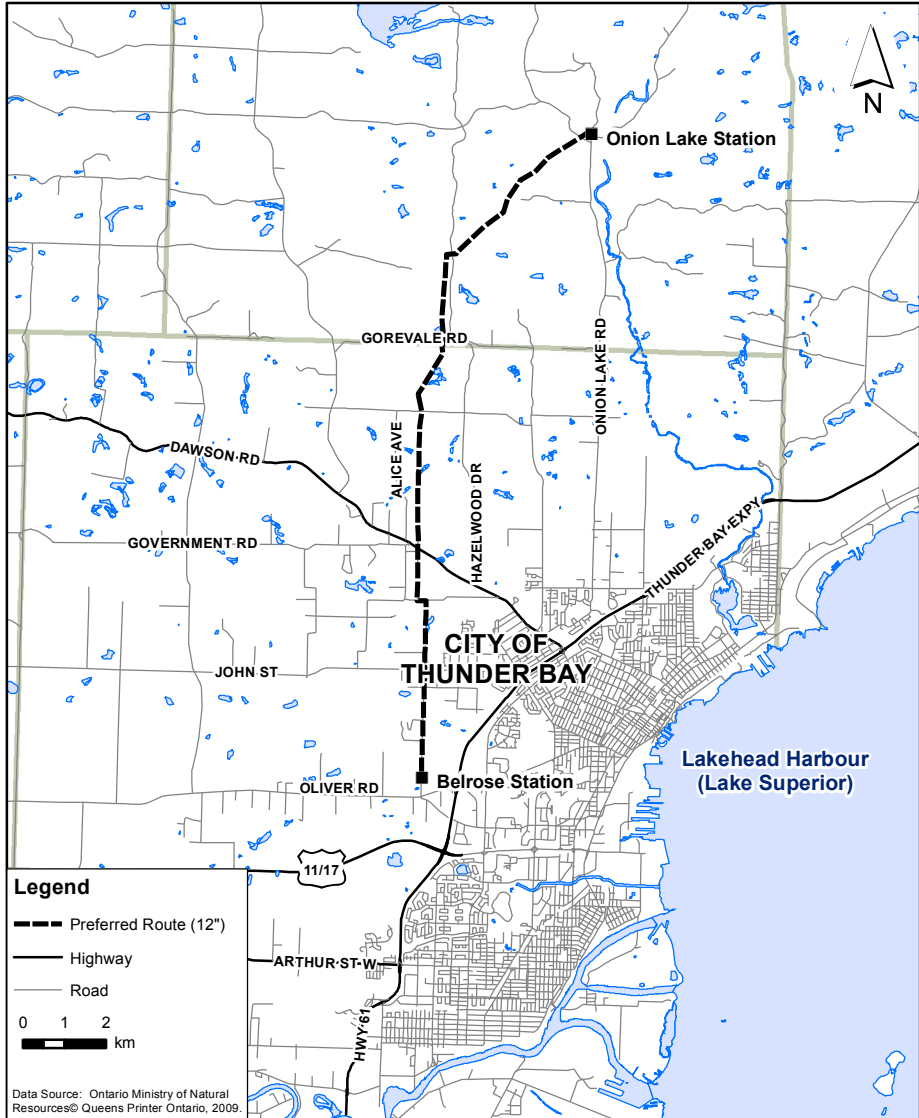 N
Onion Lake Station
GOREVALE RD
ONION LAKE RD
ALICE AVE
DAWSON RD
HAZELWOOD DR
GOVERNMENT RD
THUNDER BAY EXPY
CITY OF
THUNDER BAY
JOHN ST
Lakehead Harbour
(Lake Superior)
Belrose Station
OLIVER RD
11/17
ARTHUR ST W
HWY 61
Legend
Preferred Route (12")
Highway
Road
0 1 2
km
Data Source: Ontario Ministry of Natural
Resources© Queens Printer Ontario, 2009.